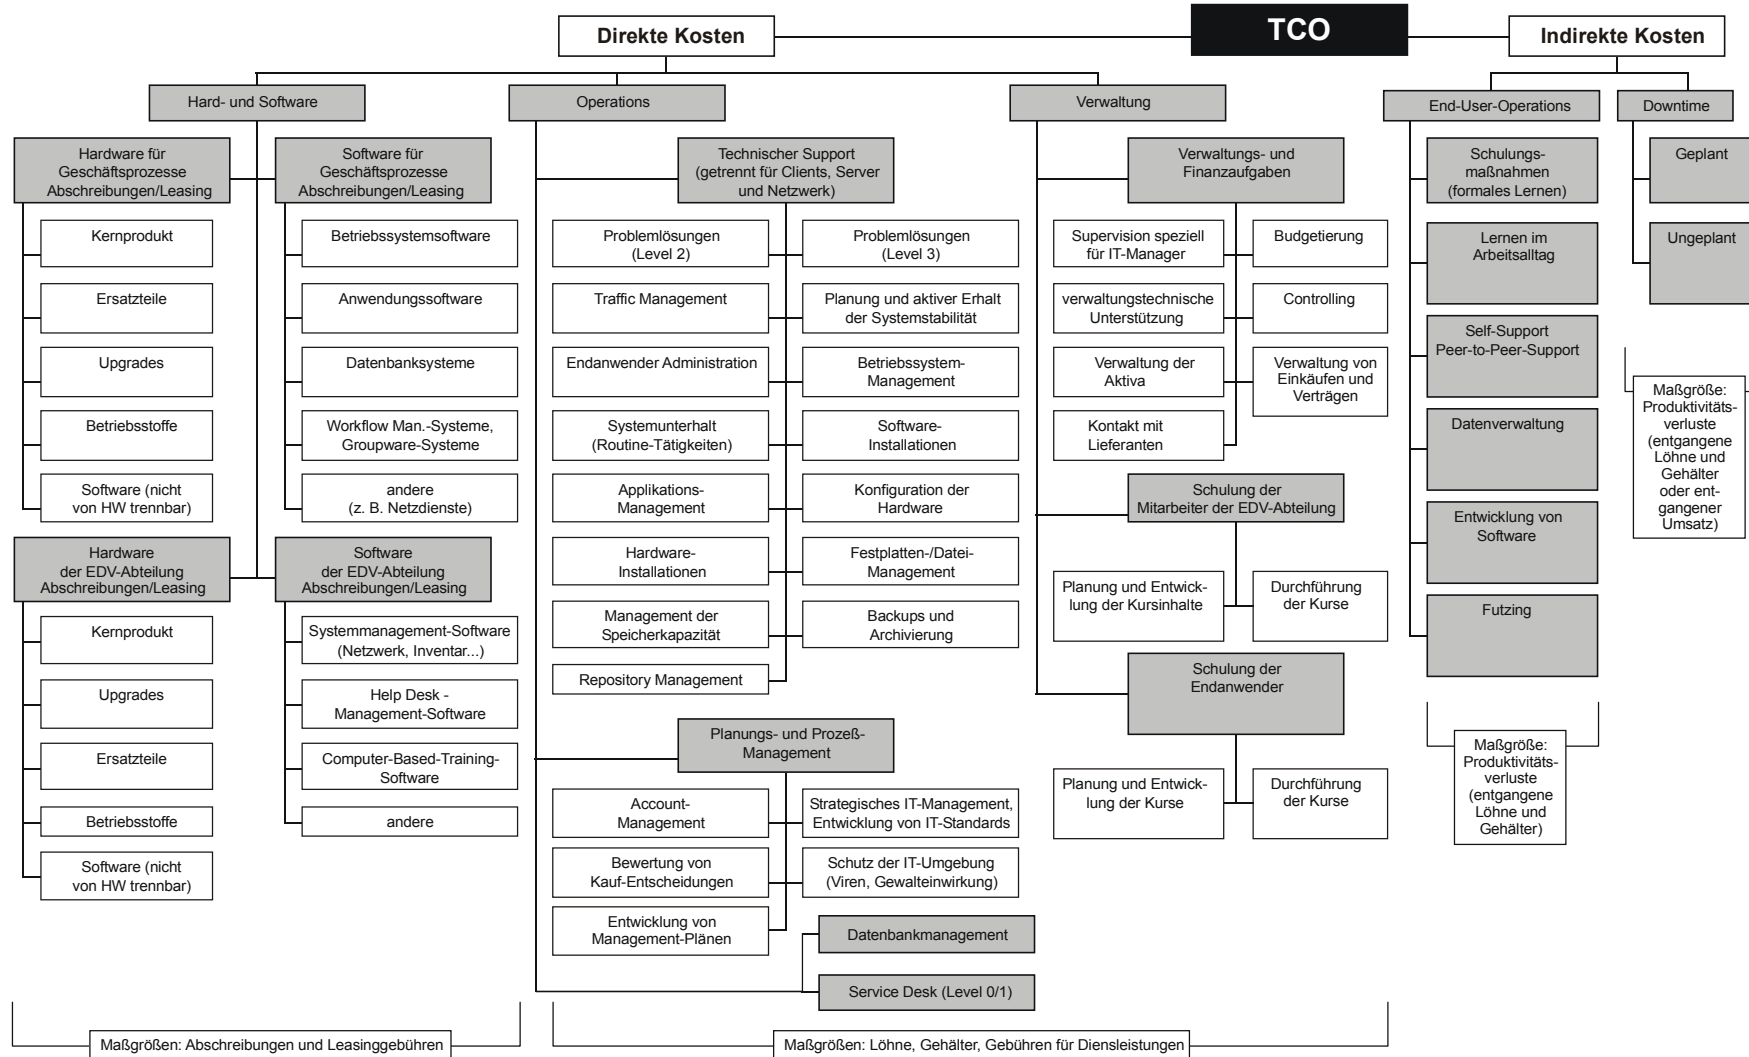 TCO
Direkte Kosten
Indirekte Kosten
Hard- und Software
Operations
Verwaltung
End-User-Operations
Downtime
Hardware für
Geschäftsprozesse
Abschreibungen/Leasing
Kernprodukt
Ersatzteile
Upgrades
Betriebsstoffe
Software (nicht
von HW trennbar)
Hardware
der EDV-Abteilung
Abschreibungen/Leasing
Kernprodukt
Upgrades
Ersatzteile
Betriebsstoffe
Software (nicht
von HW trennbar)
Software für
Geschäftsprozesse
Abschreibungen/Leasing
Betriebssystemsoftware
Anwendungssoftware
Datenbanksysteme
Workflow Man.-Systeme,
Groupware-Systeme
andere
(z. B. Netzdienste)
Software
der EDV-Abteilung
Abschreibungen/Leasing
Systemmanagement-Software
(Netzwerk, Inventar...)
Help Desk -
Management-Software
Computer-Based-Training-
Software
andere
Maßgrößen: Abschreibungen und Leasinggebühren
Technischer Support
(getrennt für Clients, Server
und Netzwerk)
Problemlösungen
(Level 2)
Problemlösungen
(Level 3)
Traffic Management
Planung und aktiver Erhalt
der Systemstabilität
Endanwender Administration
Betriebssystem-
Management
Systemunterhalt
(Routine-Tätigkeiten)
Software-
Installationen
Applikations-
Management
Konfiguration der
Hardware
Hardware-
Installationen
Festplatten-/Datei-
Management
Management der
Speicherkapazität
Backups und
Archivierung
Repository Management
Planungs- und Prozeß-
Management
Account-
Management
Strategisches IT-Management,
Entwicklung von IT-Standards
Bewertung von
Kauf-Entscheidungen
Schutz der IT-Umgebung
(Viren, Gewalteinwirkung)
Entwicklung von
Management-Plänen
Datenbankmanagement
Service Desk (Level 0/1)
Verwaltungs- und
Finanzaufgaben
Supervision speziell
für IT-Manager
Budgetierung
verwaltungstechnische
Unterstützung
Controlling
Verwaltung der
Aktiva
Verwaltung von
Einkäufen und
Verträgen
Kontakt mit
Lieferanten
Schulung der
Mitarbeiter der EDV-Abteilung
Planung und Entwick-
lung der Kursinhalte
Durchführung
der Kurse
Schulung der
Endanwender
Planung und Entwick-
lung der Kurse
Durchführung
der Kurse
Maßgrößen: Löhne, Gehälter, Gebühren für Diensleistungen
Schulungs-
maßnahmen
(formales Lernen)
Lernen im
Arbeitsalltag
Self-Support
Peer-to-Peer-Support
Datenverwaltung
Entwicklung von
Software
Futzing
Maßgröße:
Produktivitäts-
verluste
(entgangene
Löhne und
Gehälter)
Geplant
Ungeplant
Maßgröße:
Produktivitäts-
verluste
(entgangene
Löhne und
Gehälter
oder ent-
gangener
Umsatz)